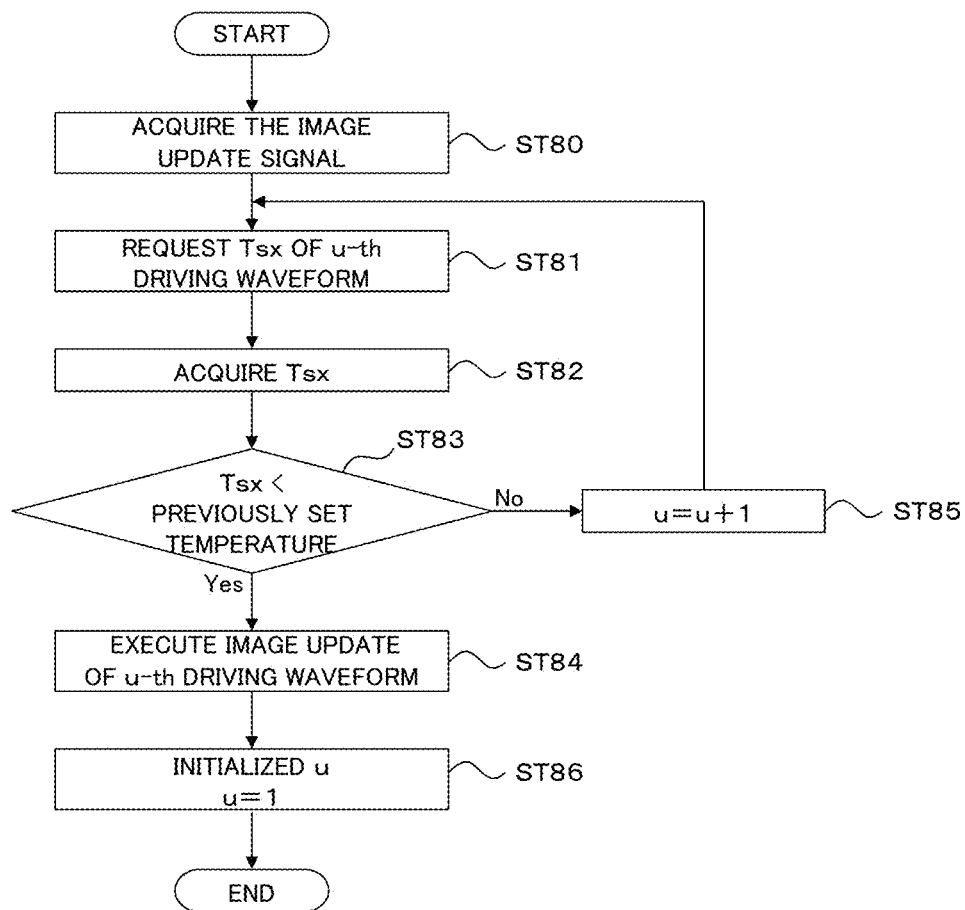 START
ACQUIRE THE IMAGE
UPDATE SIGNAL
ST80
REQUEST Tsx OF u-th
DRIVING WAVEFORM
ST81
ACQUIRE Tsx
ST82
ST83
Tsx <
PREVIOUSLY SET
TEMPERATURE
No
u=u+1
ST85
Yes
EXECUTE IMAGE UPDATE
OF u-th DRIVING WAVEFORM
ST84
INITIALIZED u
u=1
ST86
END